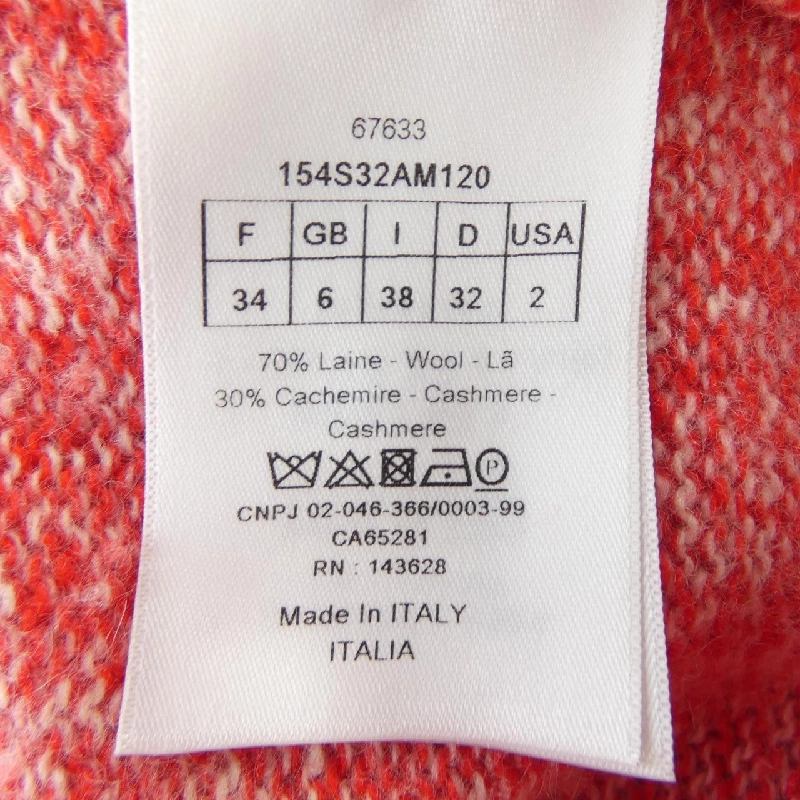 67633
154S32AM120
F GB I D USA
34 6 38 32 2
70% Laine - Wool - Lã
30% Cachemire - Cashmere -
Cashmere
P
CNPJ 02-046-366/0003-99
CA65281
RN : 143628
Made In ITALY
ITALIA